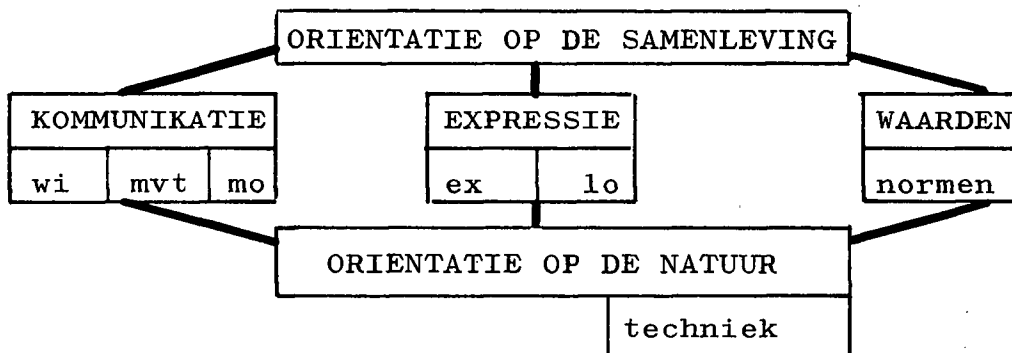 ORIENTATIE OP DE SAMENLEVING
KOMMUNIKATIE EXPRESSIE WAARDEN
wi mvt mo ex lo normen
ORIENTATIE OP DE NATUUR
techniek